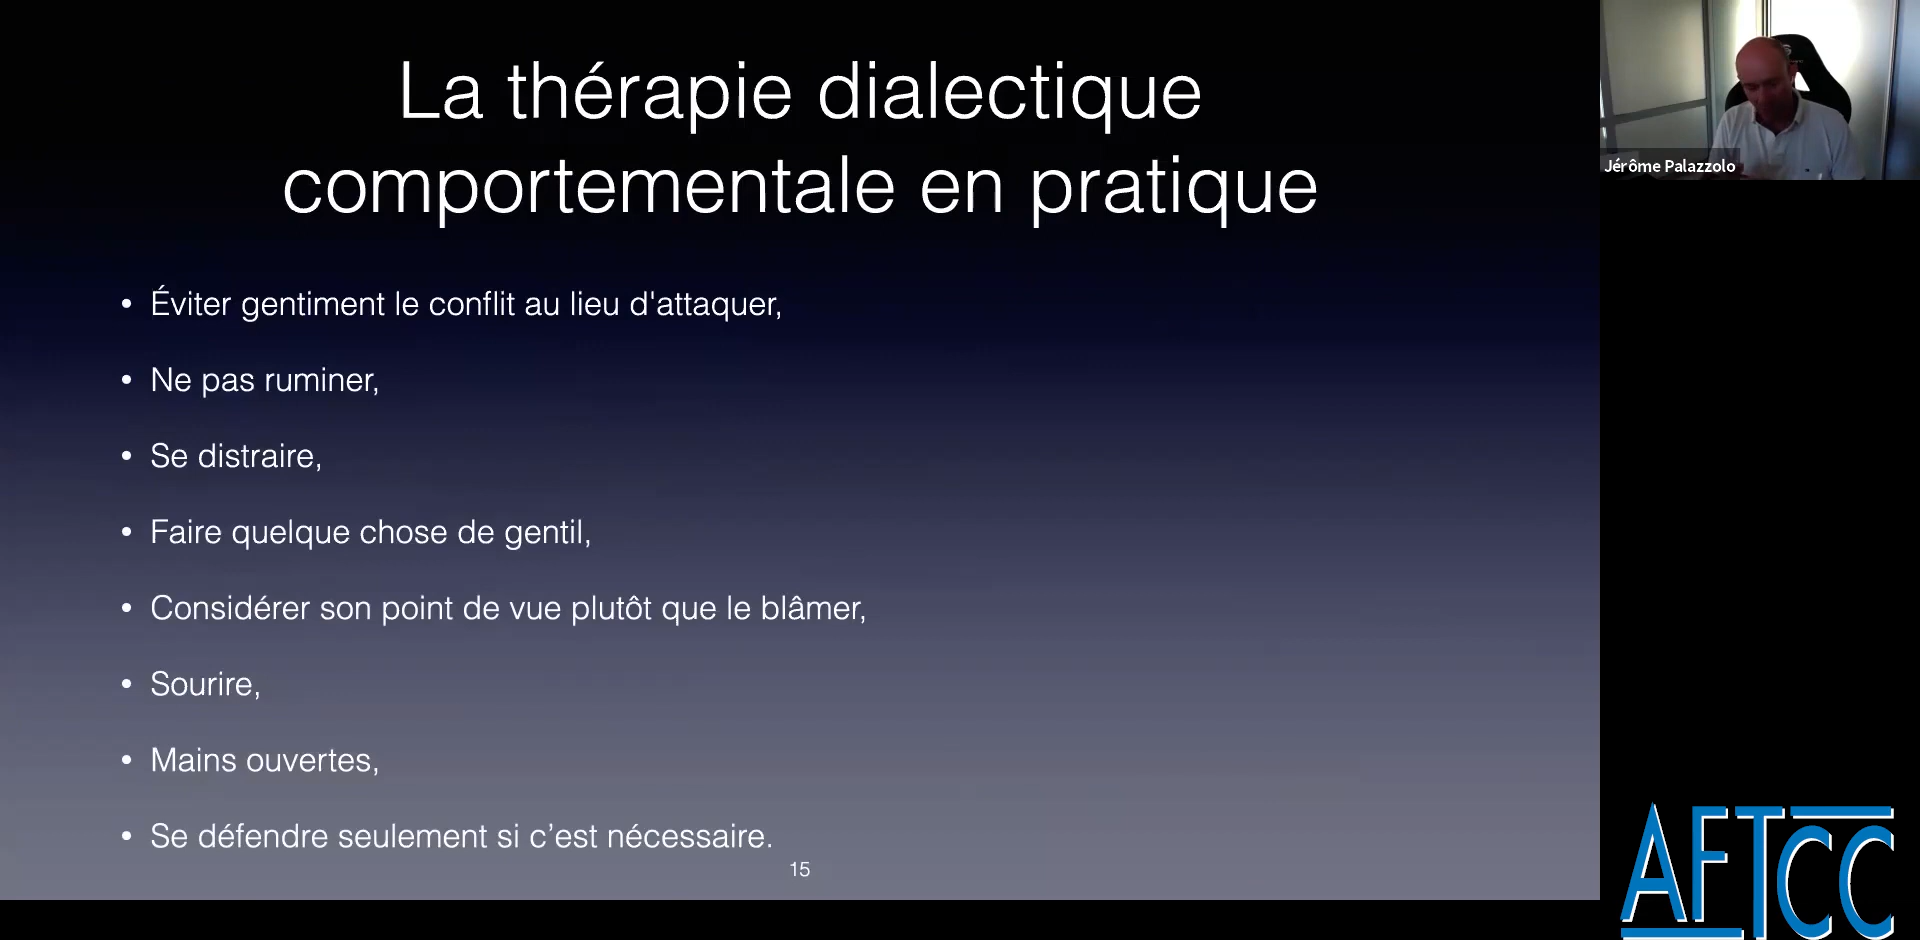 La thérapie dialectique
comportementale en pratique
• Éviter gentiment le conflit au lieu d'attaquer,
• Ne pas ruminer,
• Se distraire,
• Faire quelque chose de gentil,
• Considérer son point de vue plutôt que le blâmer,
• Sourire,
• Mains ouvertes,
• Se défendre seulement si c’est nécessaire.
15
Jérôme Palazzolo
AFTCC